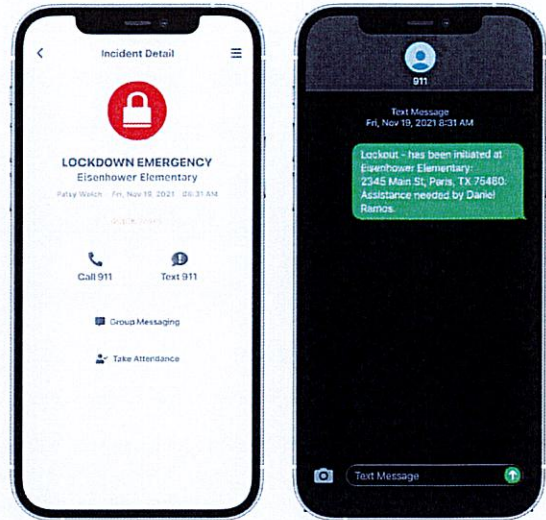 Incident Detail
LOCKDOWN EMERGENCY
Eisenhower Elementary
Patsy Welch Fri, Nov 19, 2021 08:31 AM
Call 911
Text 911
Group Messaging
Take Attendance
911
Text Message
Fri, Nov 19, 2021 8:31 AM
Lockout - has been initiated at
Eisenhower Elementary:
2345 Main St, Paris, TX 75460.
Assistance needed by Daniel
Ramos.
Text Message